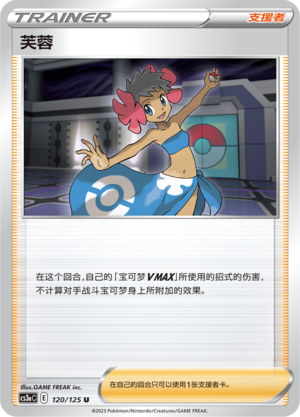 TRAINER 支援者
芙蓉
在这个回合，自己的「宝可梦VMAX」所使用的招式的伤害，
不计算对手战斗宝可梦身上所附加的效果。
Illus.GAME FREAK inc.
CS3aC E 120/125 U
在自己的回合只可以使用1张支援者卡。
©2023 Pokémon/Nintendo/Creatures/GAME FREAK.